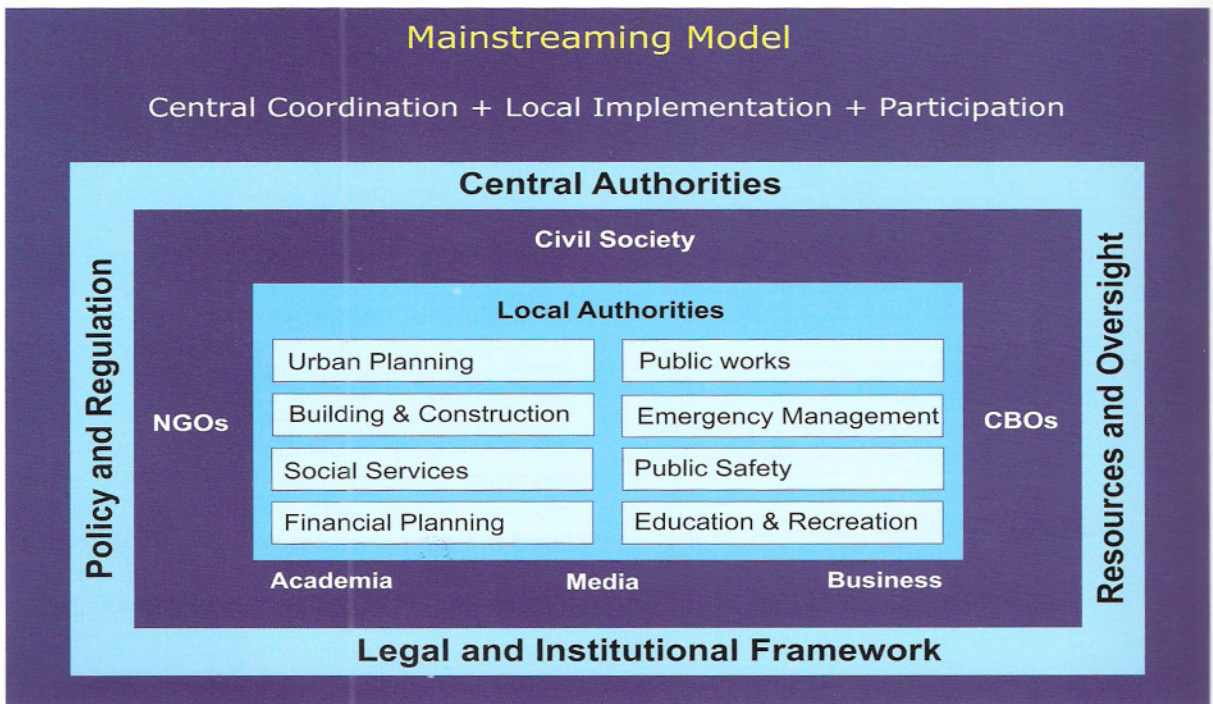 Mainstreaming Model
Central Coordination + Local Implementation + Participation
Central Authorities
Policy and Regulation
Resources and Oversight
Civil Society
Local Authorities
Urban Planning
Public works
Building & Construction
Emergency Management
Social Services
Public Safety
Financial Planning
Education & Recreation
NGOs
CBOs
Academia
Media
Business
Legal and Institutional Framework